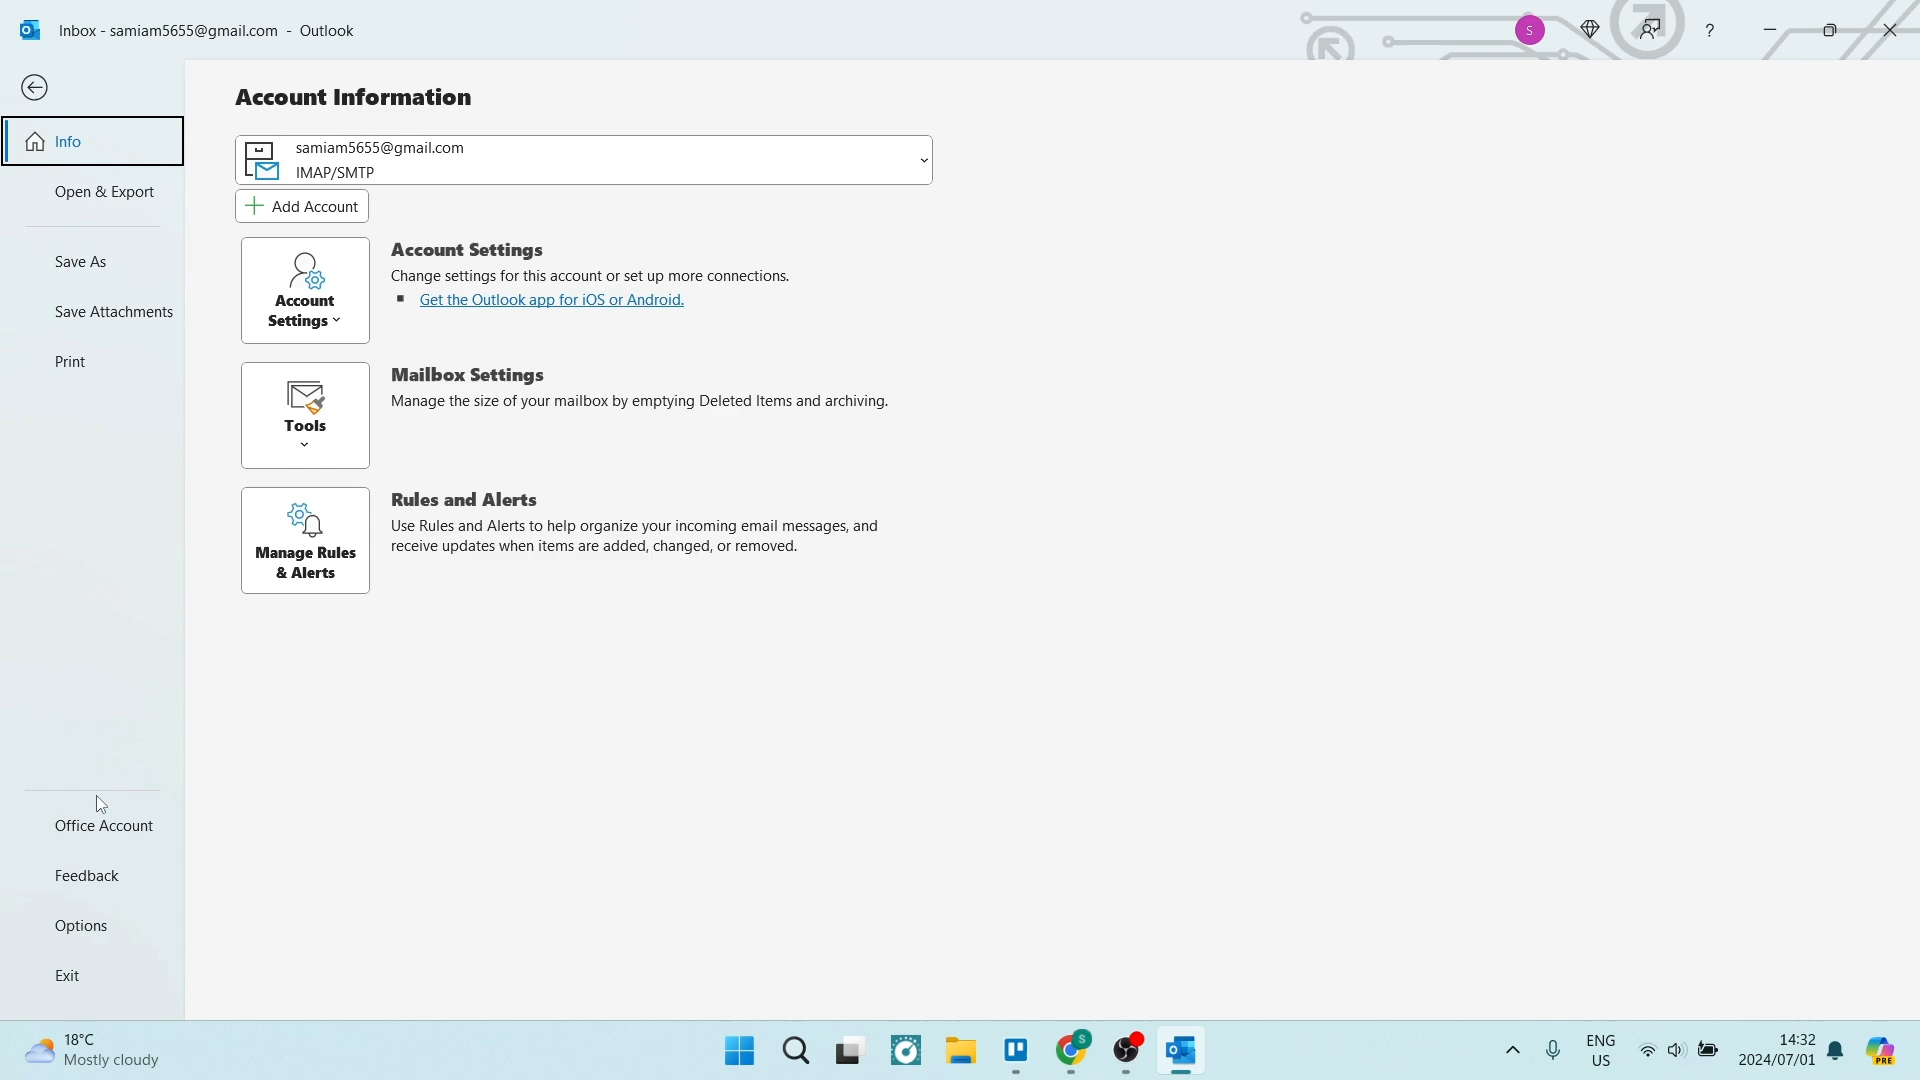 Inbox - samiam5655@gmail.com - Outlook
S
?
Info
Open & Export
Save As
Save Attachments
Print
Office Account
Feedback
Options
Exit
Account Information
samiam5655@gmail.com
IMAP/SMTP
Add Account
Account
Settings
Account Settings
Change settings for this account or set up more connections.
Get the Outlook app for iOS or Android.
Tools
Mailbox Settings
Manage the size of your mailbox by emptying Deleted Items and archiving.
Manage Rules
& Alerts
Rules and Alerts
Use Rules and Alerts to help organize your incoming email messages, and
receive updates when items are added, changed, or removed.
18°C
Mostly cloudy
S
ENG
US
14:32
2024/07/01
PRE